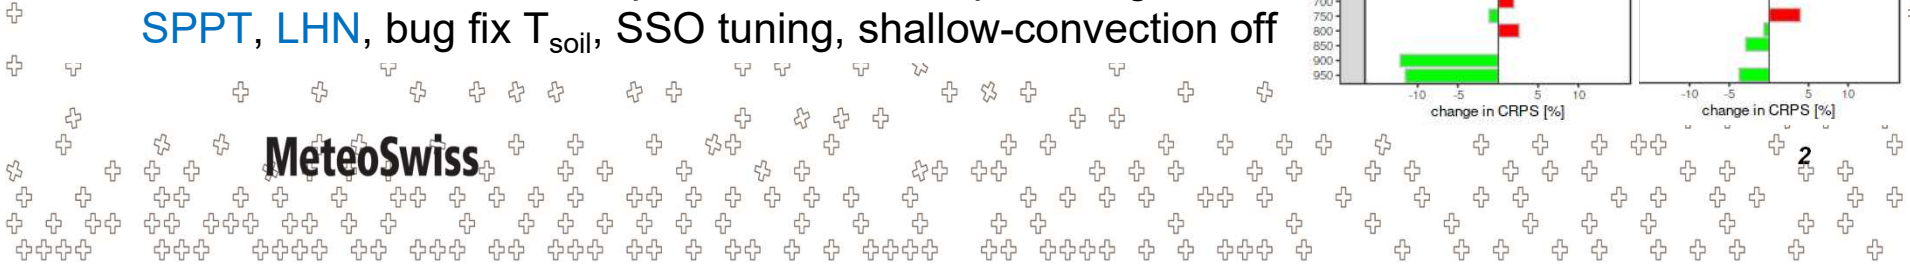 SPPT, LHN, bug fix T_soil, SSO tuning, shallow-convection off
700
750
800
850
900
950
-10 -5 5 10
change in CRPS [%]
-10 -5 5 10
change in CRPS [%]
MeteoSwiss
2